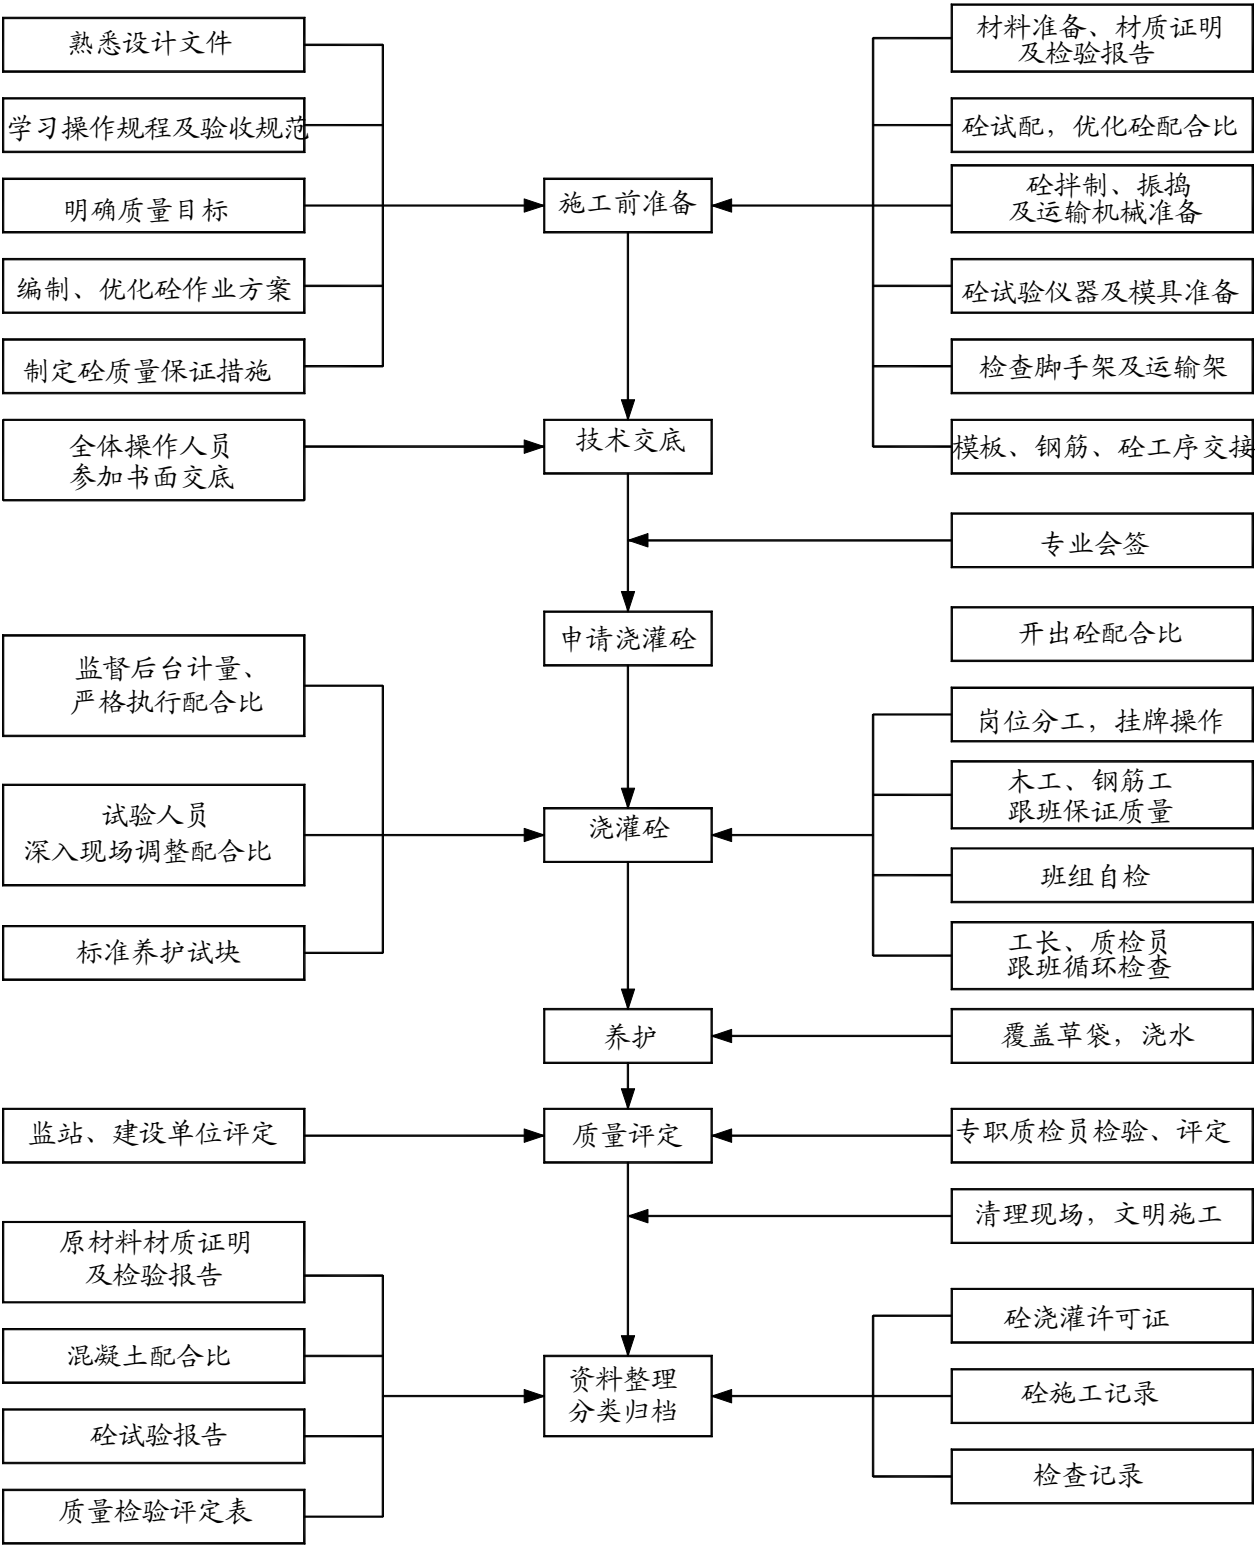 熟悉设计文件
学习操作规程及验收规范
明确质量目标
编制、优化砼作业方案
制定砼质量保证措施
全体操作人员
参加书面交底
监督后台计量、
严格执行配合比
试验人员
深入现场调整配合比
标准养护试块
监站、建设单位评定
原材料材质证明
及检验报告
混凝土配合比
砼试验报告
质量检验评定表
施工前准备
技术交底
申请浇灌砼
浇灌砼
养护
质量评定
资料整理
分类归档
材料准备、材质证明
及检验报告
砼试配，优化砼配合比
砼拌制、振捣
及运输机械准备
砼试验仪器及模具准备
检查脚手架及运输架
模板、钢筋、砼工序交接
专业会签
开出砼配合比
岗位分工，挂牌操作
木工、钢筋工
跟班保证质量
班组自检
工长、质检员
跟班循环检查
覆盖草袋，浇水
专职质检员检验、评定
清理现场，文明施工
砼浇灌许可证
砼施工记录
检查记录